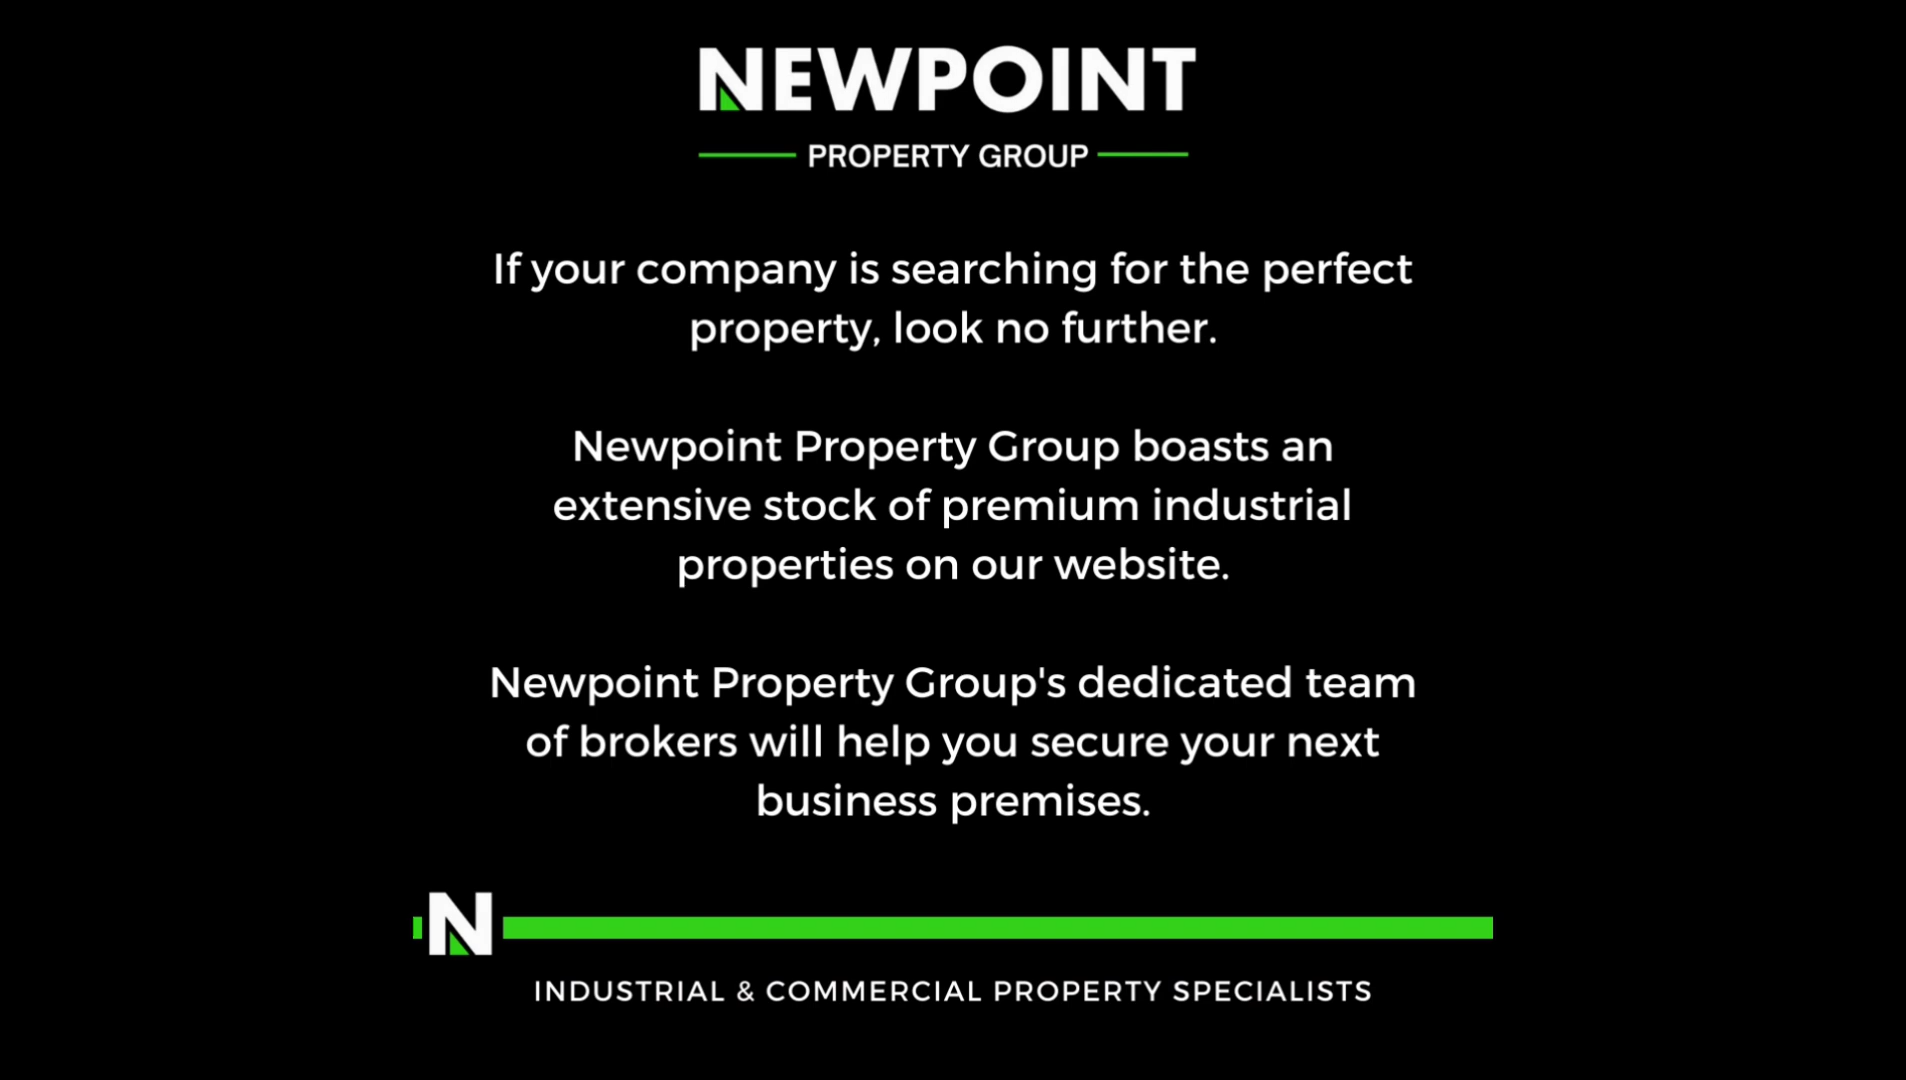 NEWPOINT
PROPERTY GROUP
If your company is searching for the perfect
property, look no further.
Newpoint Property Group boasts an
extensive stock of premium industrial
properties on our website.
Newpoint Property Group's dedicated team
of brokers will help you secure your next
business premises.
N
INDUSTRIAL & COMMERCIAL PROPERTY SPECIALISTS